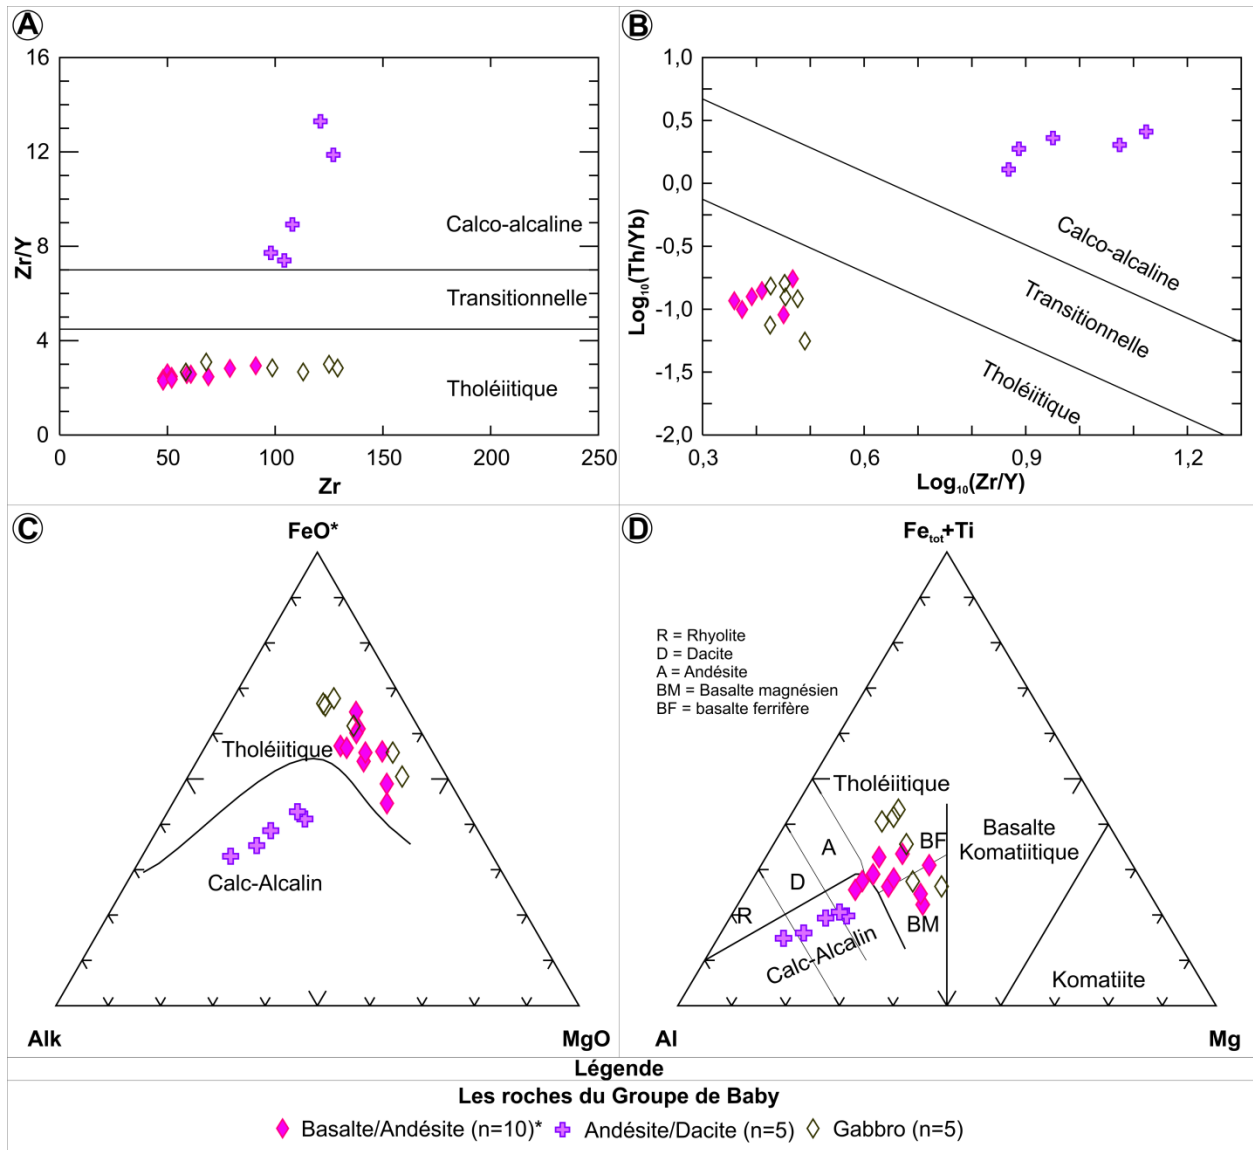 A
16
12
8
4
0
Zr/Y
Calco-alcaline
Transitionnelle
Tholéiitique
0
50
100
150
200
250
Zr
B
1,0
0,5
0,0
-0,5
-1,0
-1,5
-2,0
Log₁₀(Th/Yb)
Calco-alcaline
Transitionnelle
Tholéiitique
0,3
0,6
0,9
1,2
Log₁₀(Zr/Y)
C
FeO*
Tholéiitique
Calc-Alcalin
Alk
MgO
D
Fetot+Ti
R = Rhyolite
D = Dacite
A = Andésite
BM = Basalte magnésien
BF = basalte ferrifère
Tholéiitique
A
BF
Basalte
Komatiitique
D
R
BM
Calc-Alcalin
Komatiite
Al
Mg
Légende
Les roches du Groupe de Baby
Basalte/Andésite (n=10)* Andésite/Dacite (n=5) Gabbro (n=5)